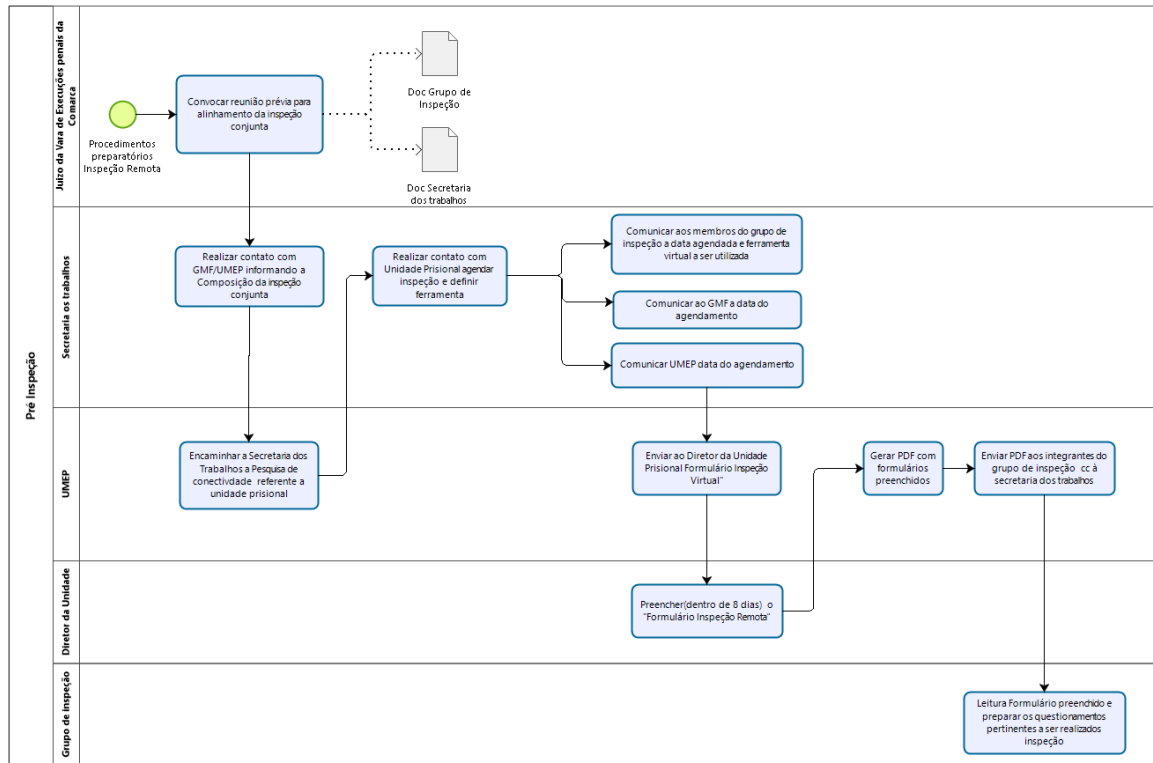 Pré Inspeção
Juizo da Vara de Execuções penais da
Comarca
Procedimentos
preparatórios
Inspeção Remota
Convocar reunião prévia para
alinhamento da inspeção
conjunta
Doc Grupo de
Inspeção
Doc Secretaria
dos trabalhos
Secretaria os trabalhos
Realizar contato com
GMF/UMEP informando a
Composição da inspeção
conjunta
Realizar contato com
Unidade Prisional agendar
inspeção e definir
ferramenta
Comunicar aos membros do grupo de
inspeção a data agendada e ferramenta
virtual a ser utilizada
Comunicar ao GMF a data do
agendamento
Comunicar UMEP data do agendamento
UMEP
Encaminhar a Secretaria dos
Trabalhos a Pesquisa de
conectivdade referente a
unidade prisional
Enviar ao Diretor da Unidade
Prisional Formulário Inspeção
Virtual"
Gerar PDF com
formulários
preenchidos
Enviar PDF aos integrantes do
grupo de inspeção cc à
secretaria dos trabalhos
Diretor da Unidade
Preencher(dentro de 8 dias) o
"Formulário Inspeção Remota"
Grupo de inspeção
Leitura Formulário preenchido e
preparar os questionamentos
pertinentes a ser realizados
inspeção